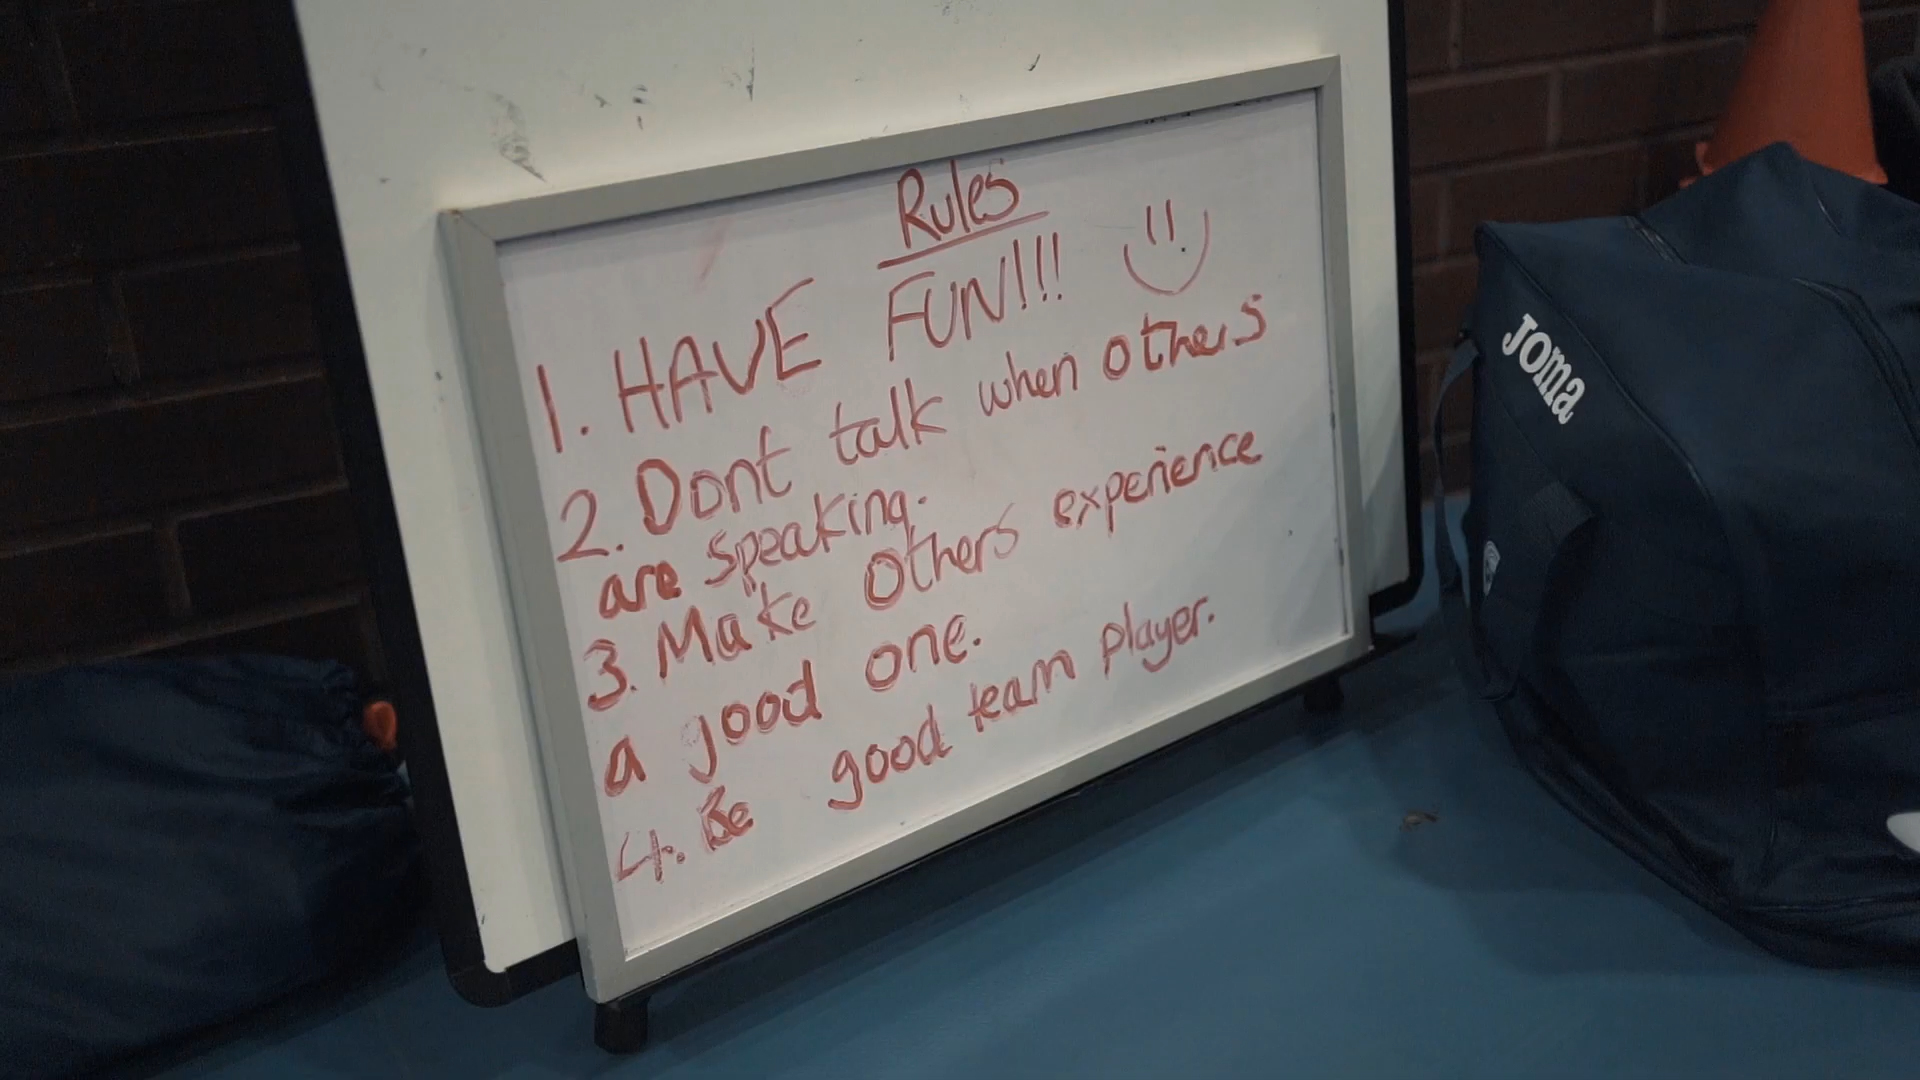 Rules
1. HAVE FUN!!!
2. Dont talk when others
are speaking.
3. Make others experience
a good one.
4. Be good team player.
JOMA